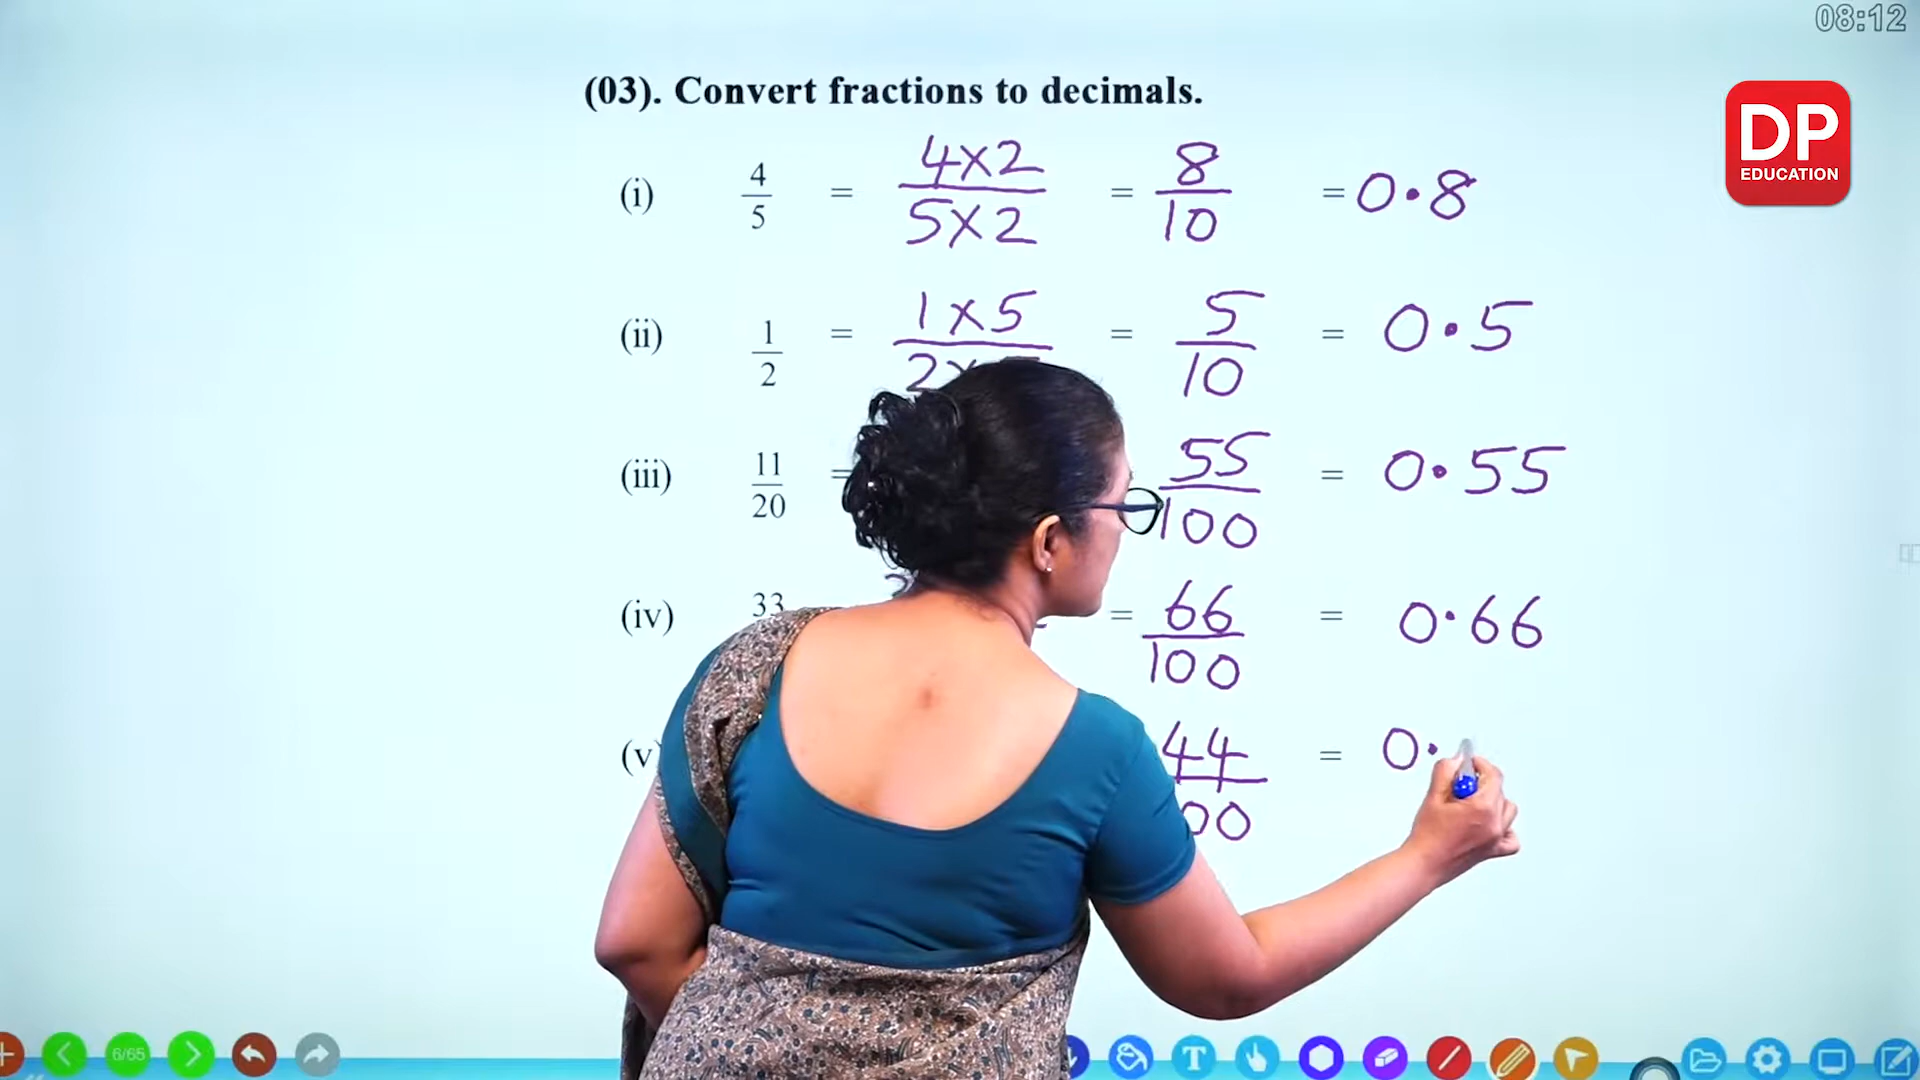 08:12
DP
EDUCATION
(03). Convert fractions to decimals.
(i) 4/5 = 4×2/5×2 = 8/10 = 0.8
(ii) 1/2 = 1×5/2× = 5/10 = 0.5
(iii) 11/20 = 55/100 = 0.55
(iv) 33 = 66/100 = 0.66
(v) 44/00 = 0.
6/65
T